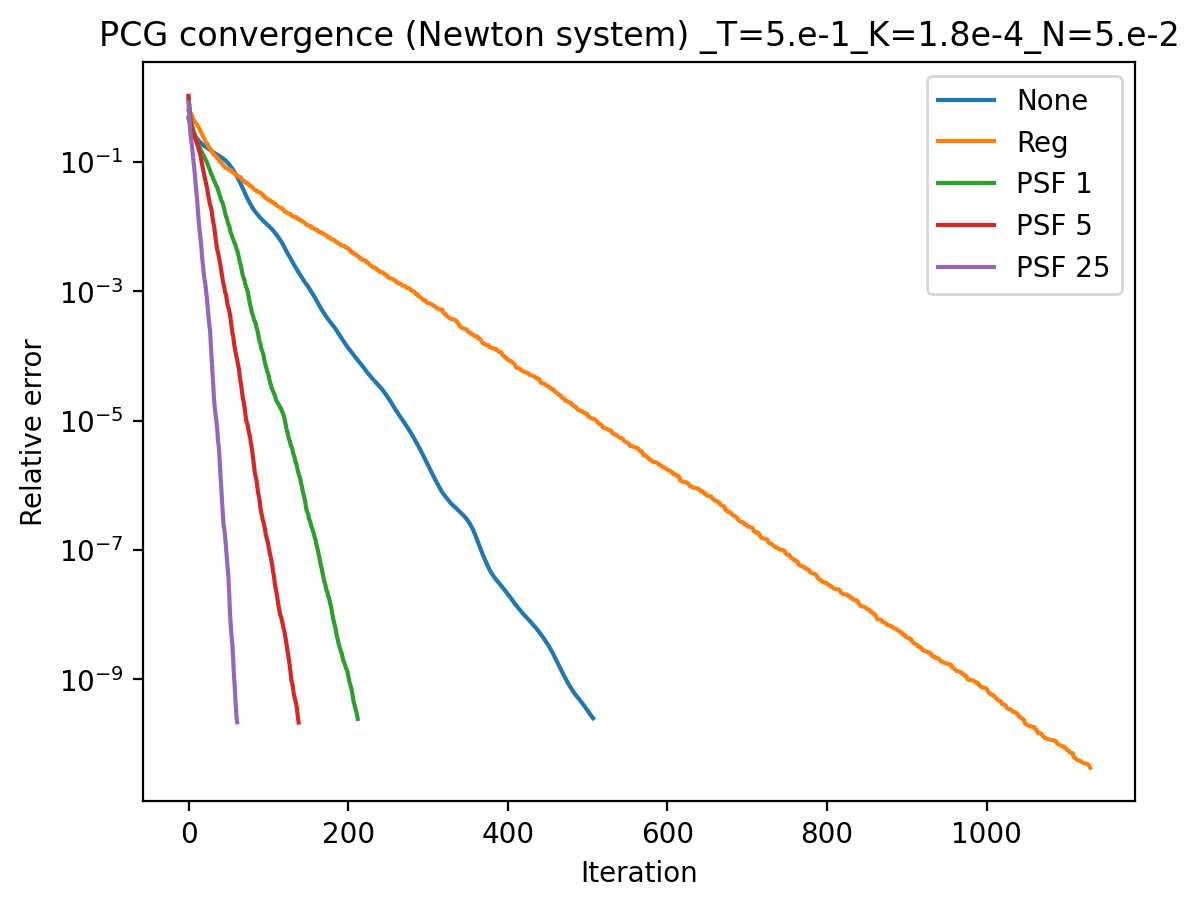 PCG convergence (Newton system) _T=5.e-1_K=1.8e-4_N=5.e-2
None
Reg
PSF 1
PSF 5
PSF 25
Relative error
10⁻¹
10⁻³
10⁻⁵
10⁻⁷
10⁻⁹
0 200 400 600 800 1000
Iteration